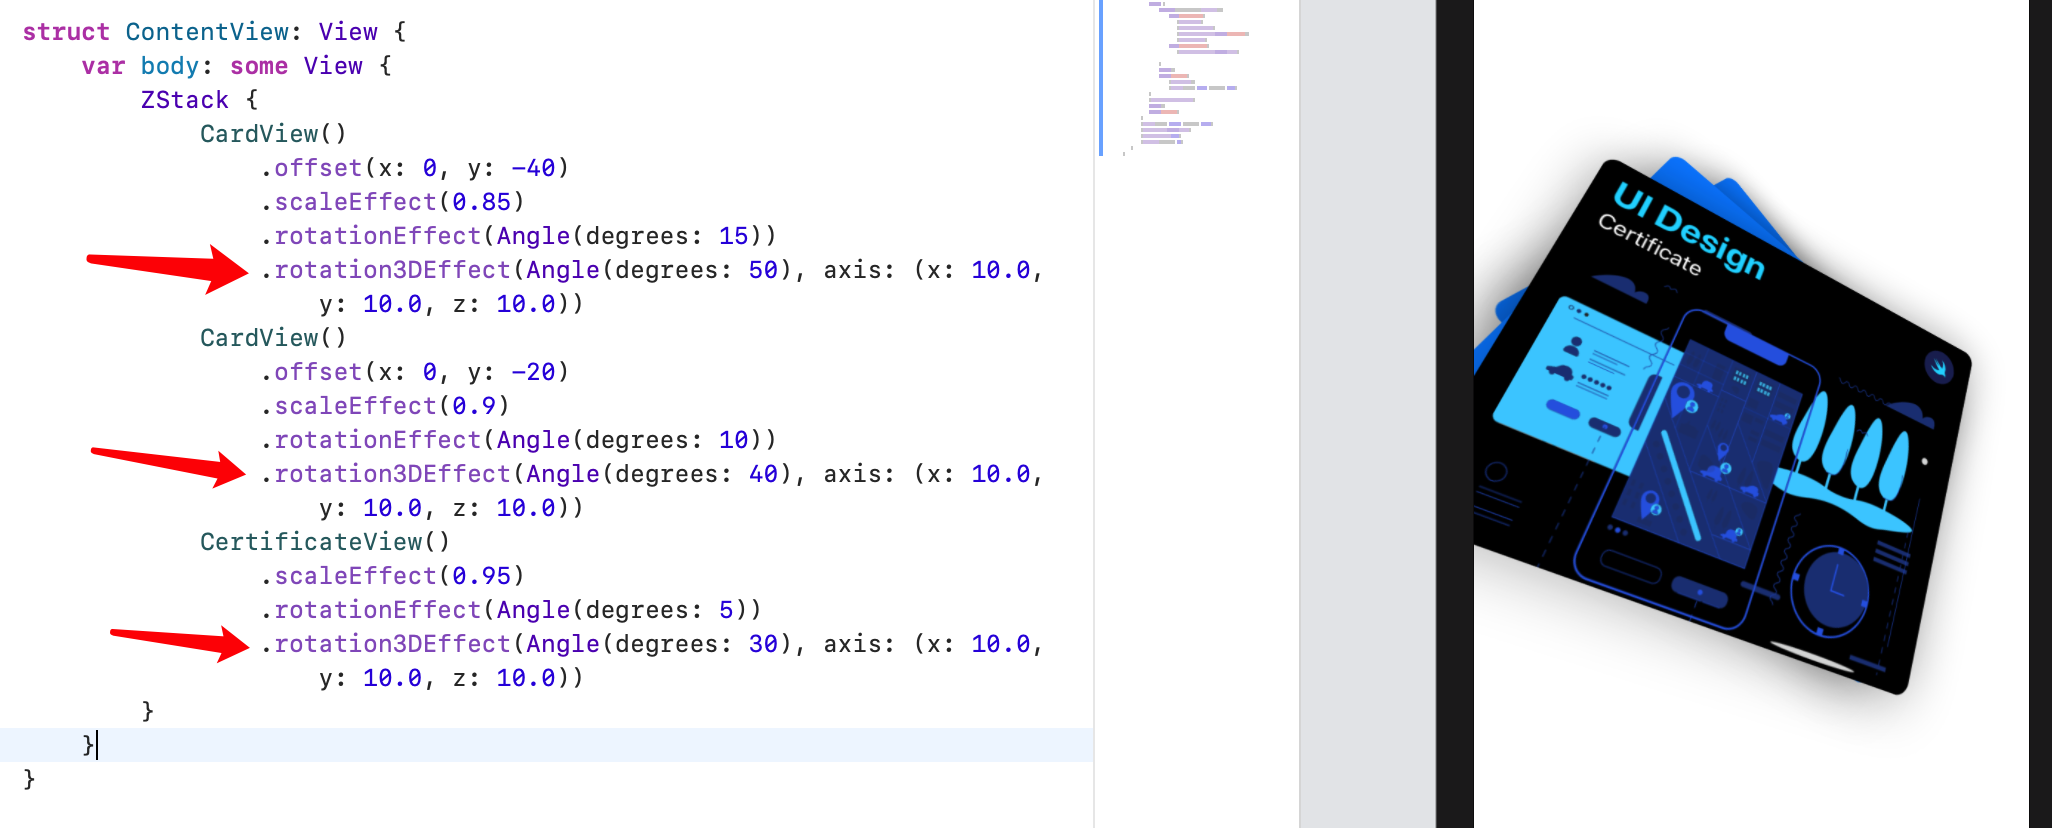 struct ContentView: View {
var body: some View {
ZStack {
CardView()
.offset(x: 0, y: -40)
.scaleEffect(0.85)
.rotationEffect(Angle(degrees: 15))
.rotation3DEffect(Angle(degrees: 50), axis: (x: 10.0,
y: 10.0, z: 10.0))
CardView()
.offset(x: 0, y: -20)
.scaleEffect(0.9)
.rotationEffect(Angle(degrees: 10))
.rotation3DEffect(Angle(degrees: 40), axis: (x: 10.0,
y: 10.0, z: 10.0))
CertificateView()
.scaleEffect(0.95)
.rotationEffect(Angle(degrees: 5))
.rotation3DEffect(Angle(degrees: 30), axis: (x: 10.0,
y: 10.0, z: 10.0))
}
}
}
UI Design
Certificate